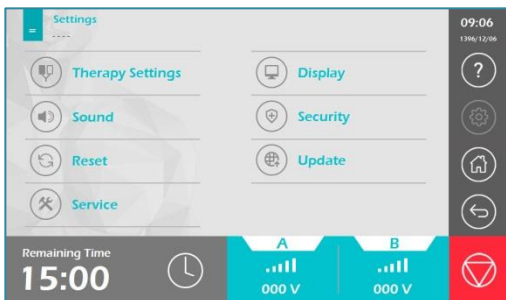 Settings
----
09:06
1396/12/06
Therapy Settings
Display
?
Sound
Security
Reset
Update
Service
Remaining Time
15:00
A
000 V
B
000 V